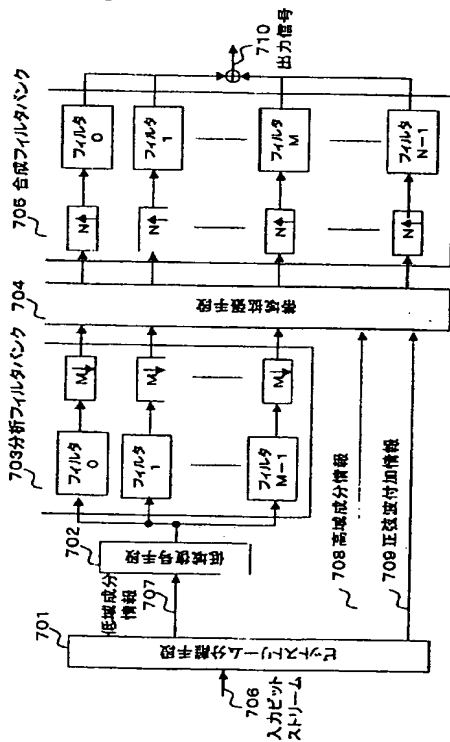 706
入力ビット
ストリーム
701
ビットストリーム分離手段
低域成分
情報
707
702
低域復号手段
703分析フィルタバンク
フィルタ
0
M↓
フィルタ
1
M↓
フィルタ
M-1
M↓
708 高域成分情報
709 正弦波付加情報
704
帯域拡張手段
705 合成フィルタバンク
N↑
フィルタ
0
N↑
フィルタ
1
N↑
フィルタ
M
N↑
フィルタ
N-1
710
出力信号